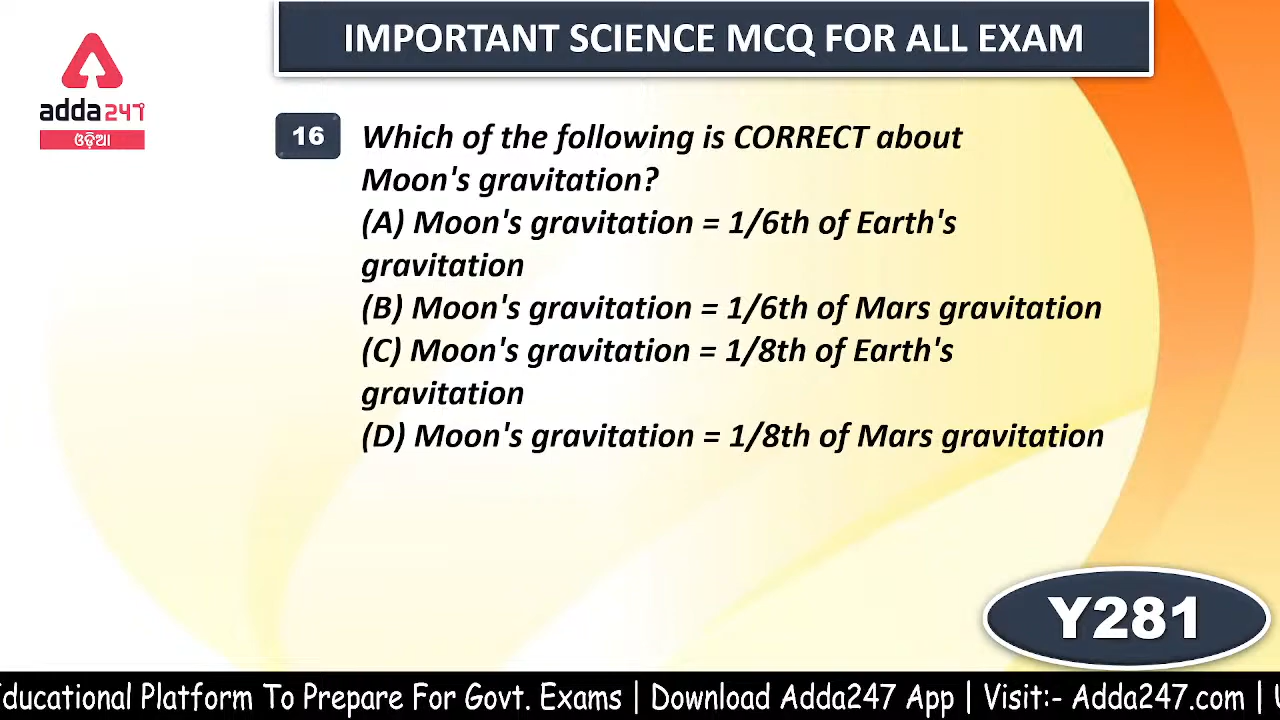 IMPORTANT SCIENCE MCQ FOR ALL EXAM
adda247
ଓଡ଼ିଆ
16
Which of the following is CORRECT about
Moon's gravitation?
(A) Moon's gravitation = 1/6th of Earth's
gravitation
(B) Moon's gravitation = 1/6th of Mars gravitation
(C) Moon's gravitation = 1/8th of Earth's
gravitation
(D) Moon's gravitation = 1/8th of Mars gravitation
Y281
Educational Platform To Prepare For Govt. Exams | Download Adda247 App | Visit:- Adda247.com |